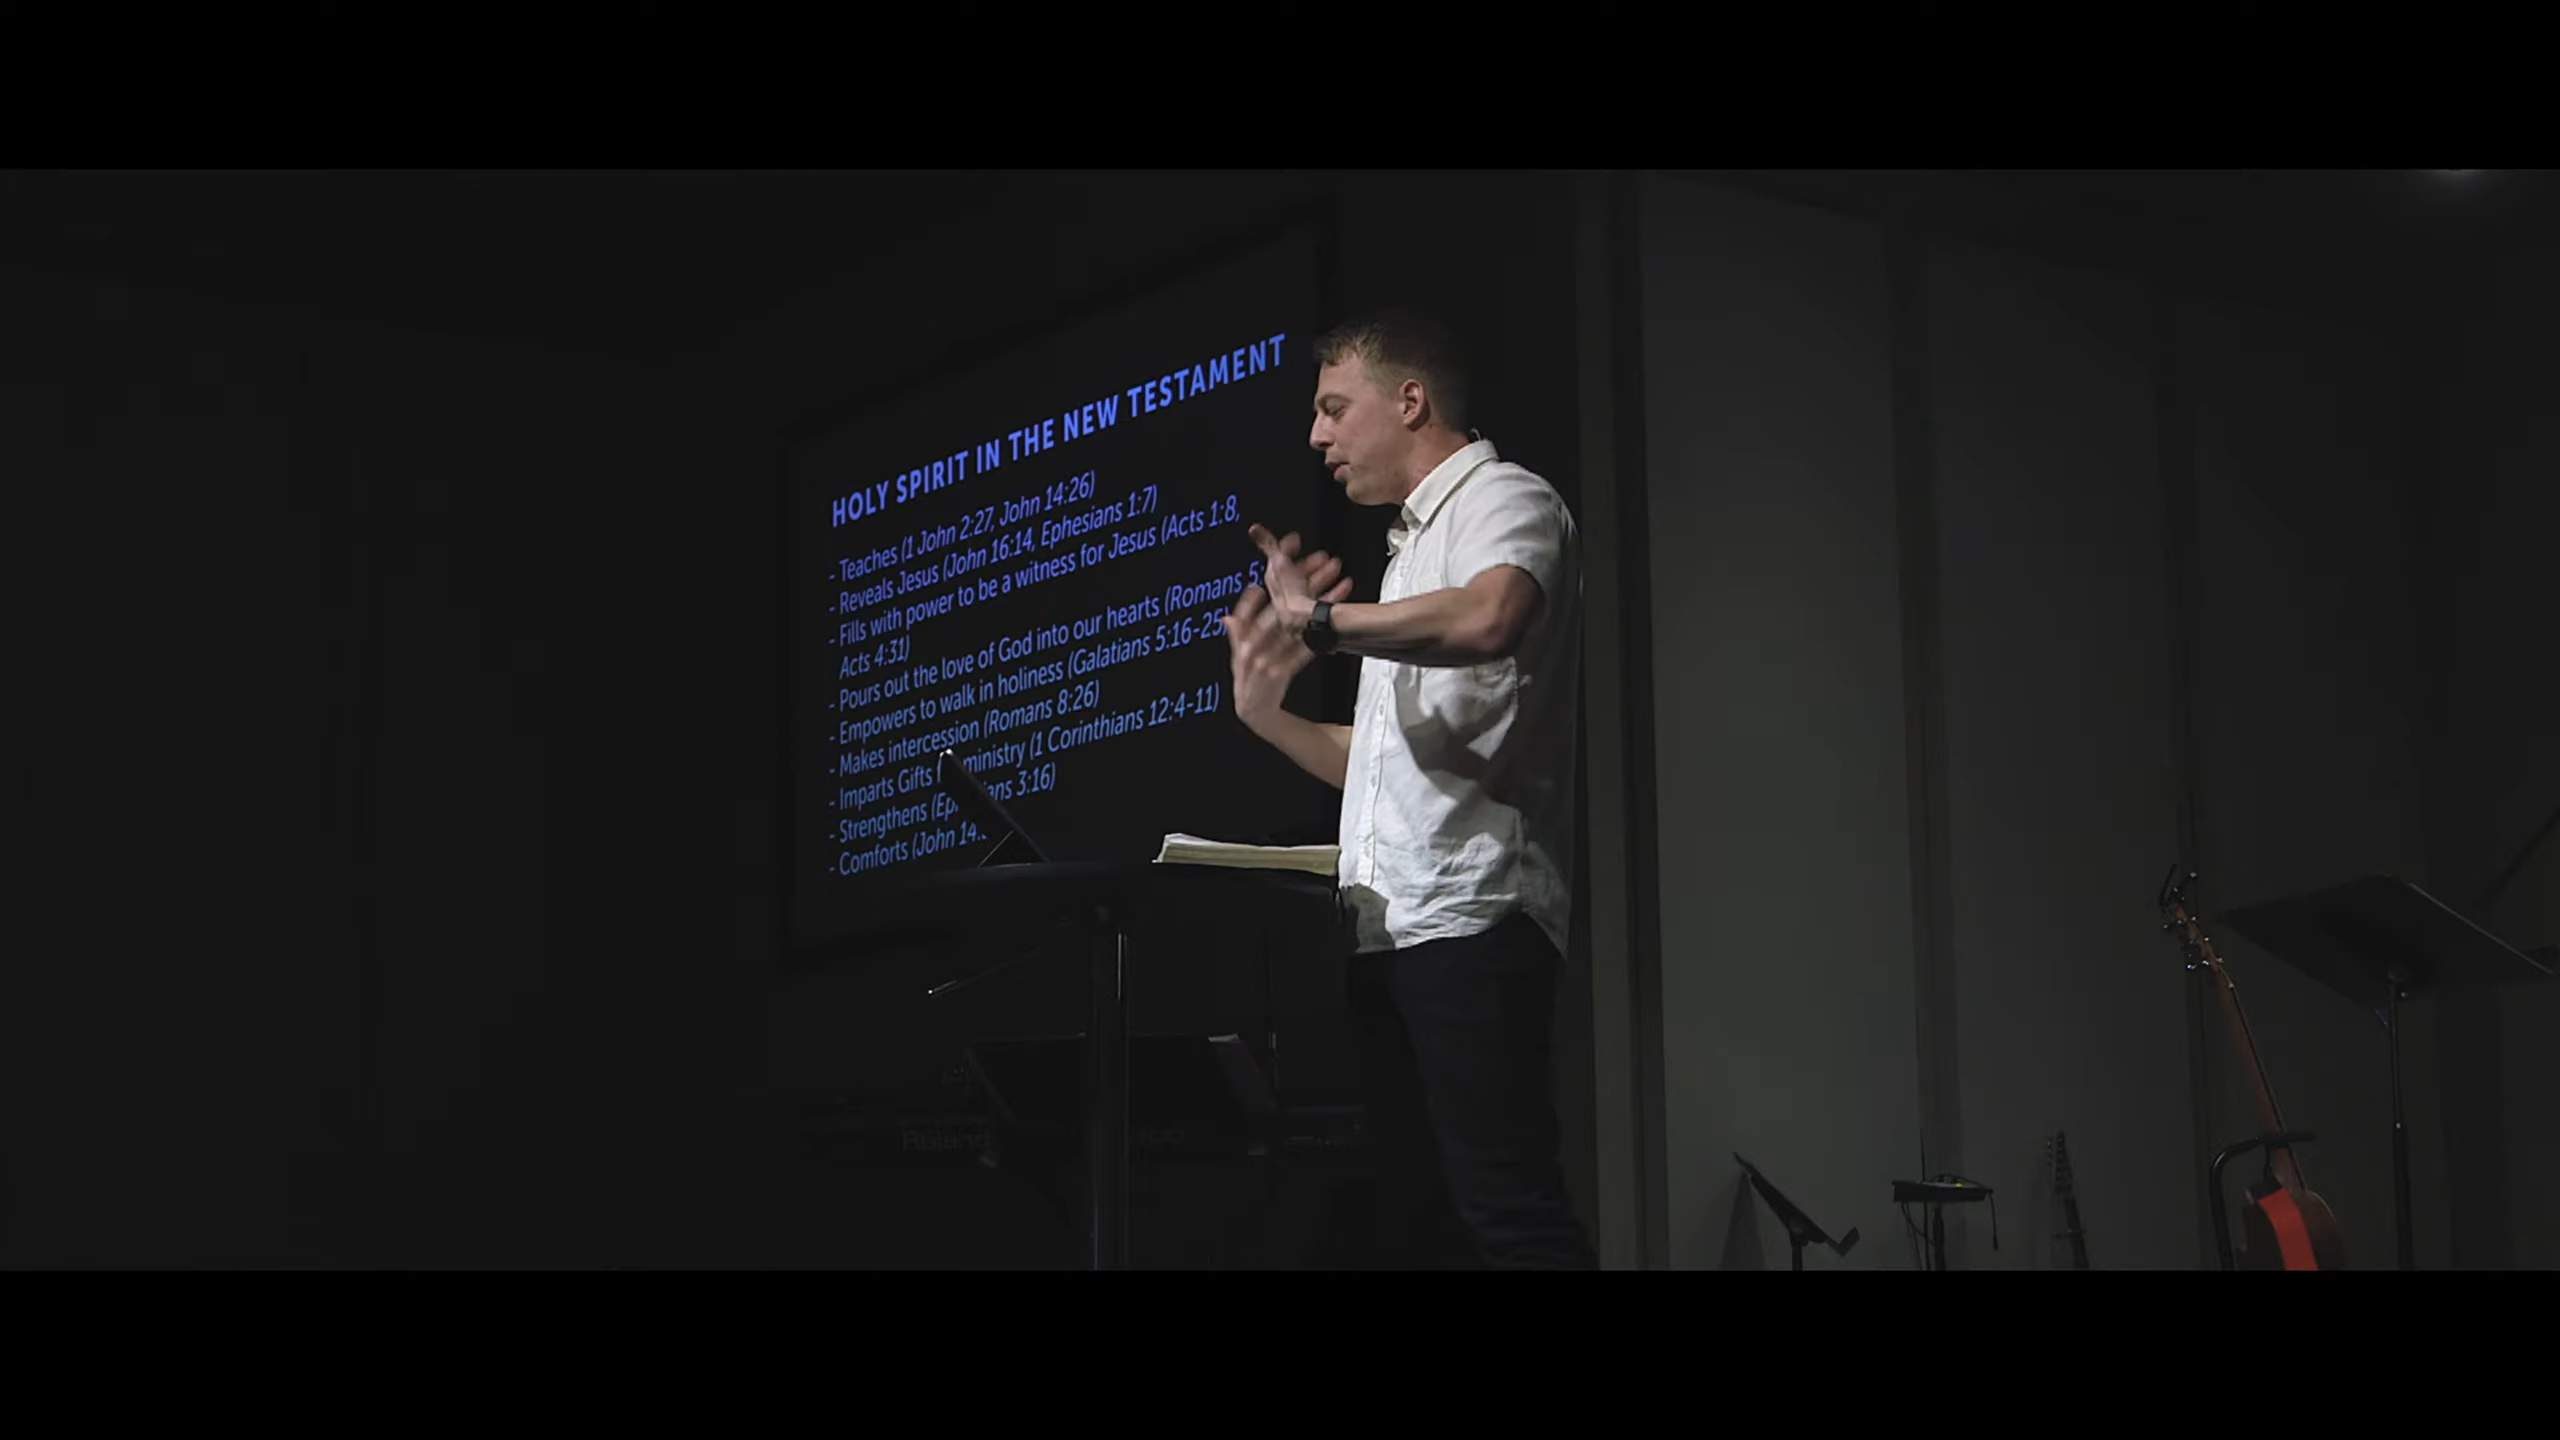 HOLY SPIRIT IN THE NEW TESTAMENT
- Teaches (1 John 2:27, John 14:26)
- Reveals Jesus (John 16:14, Ephesians 1:7)
- Fills with power to be a witness for Jesus (Acts 1:8,
Acts 4:31)
- Pours out the love of God into our hearts (Romans 5:
- Empowers to walk in holiness (Galatians 5:16-25)
- Makes intercession (Romans 8:26)
- Imparts Gifts ministry (1 Corinthians 12:4-11)
- Strengthens 3:16)
- Comforts (John 14:
Roland